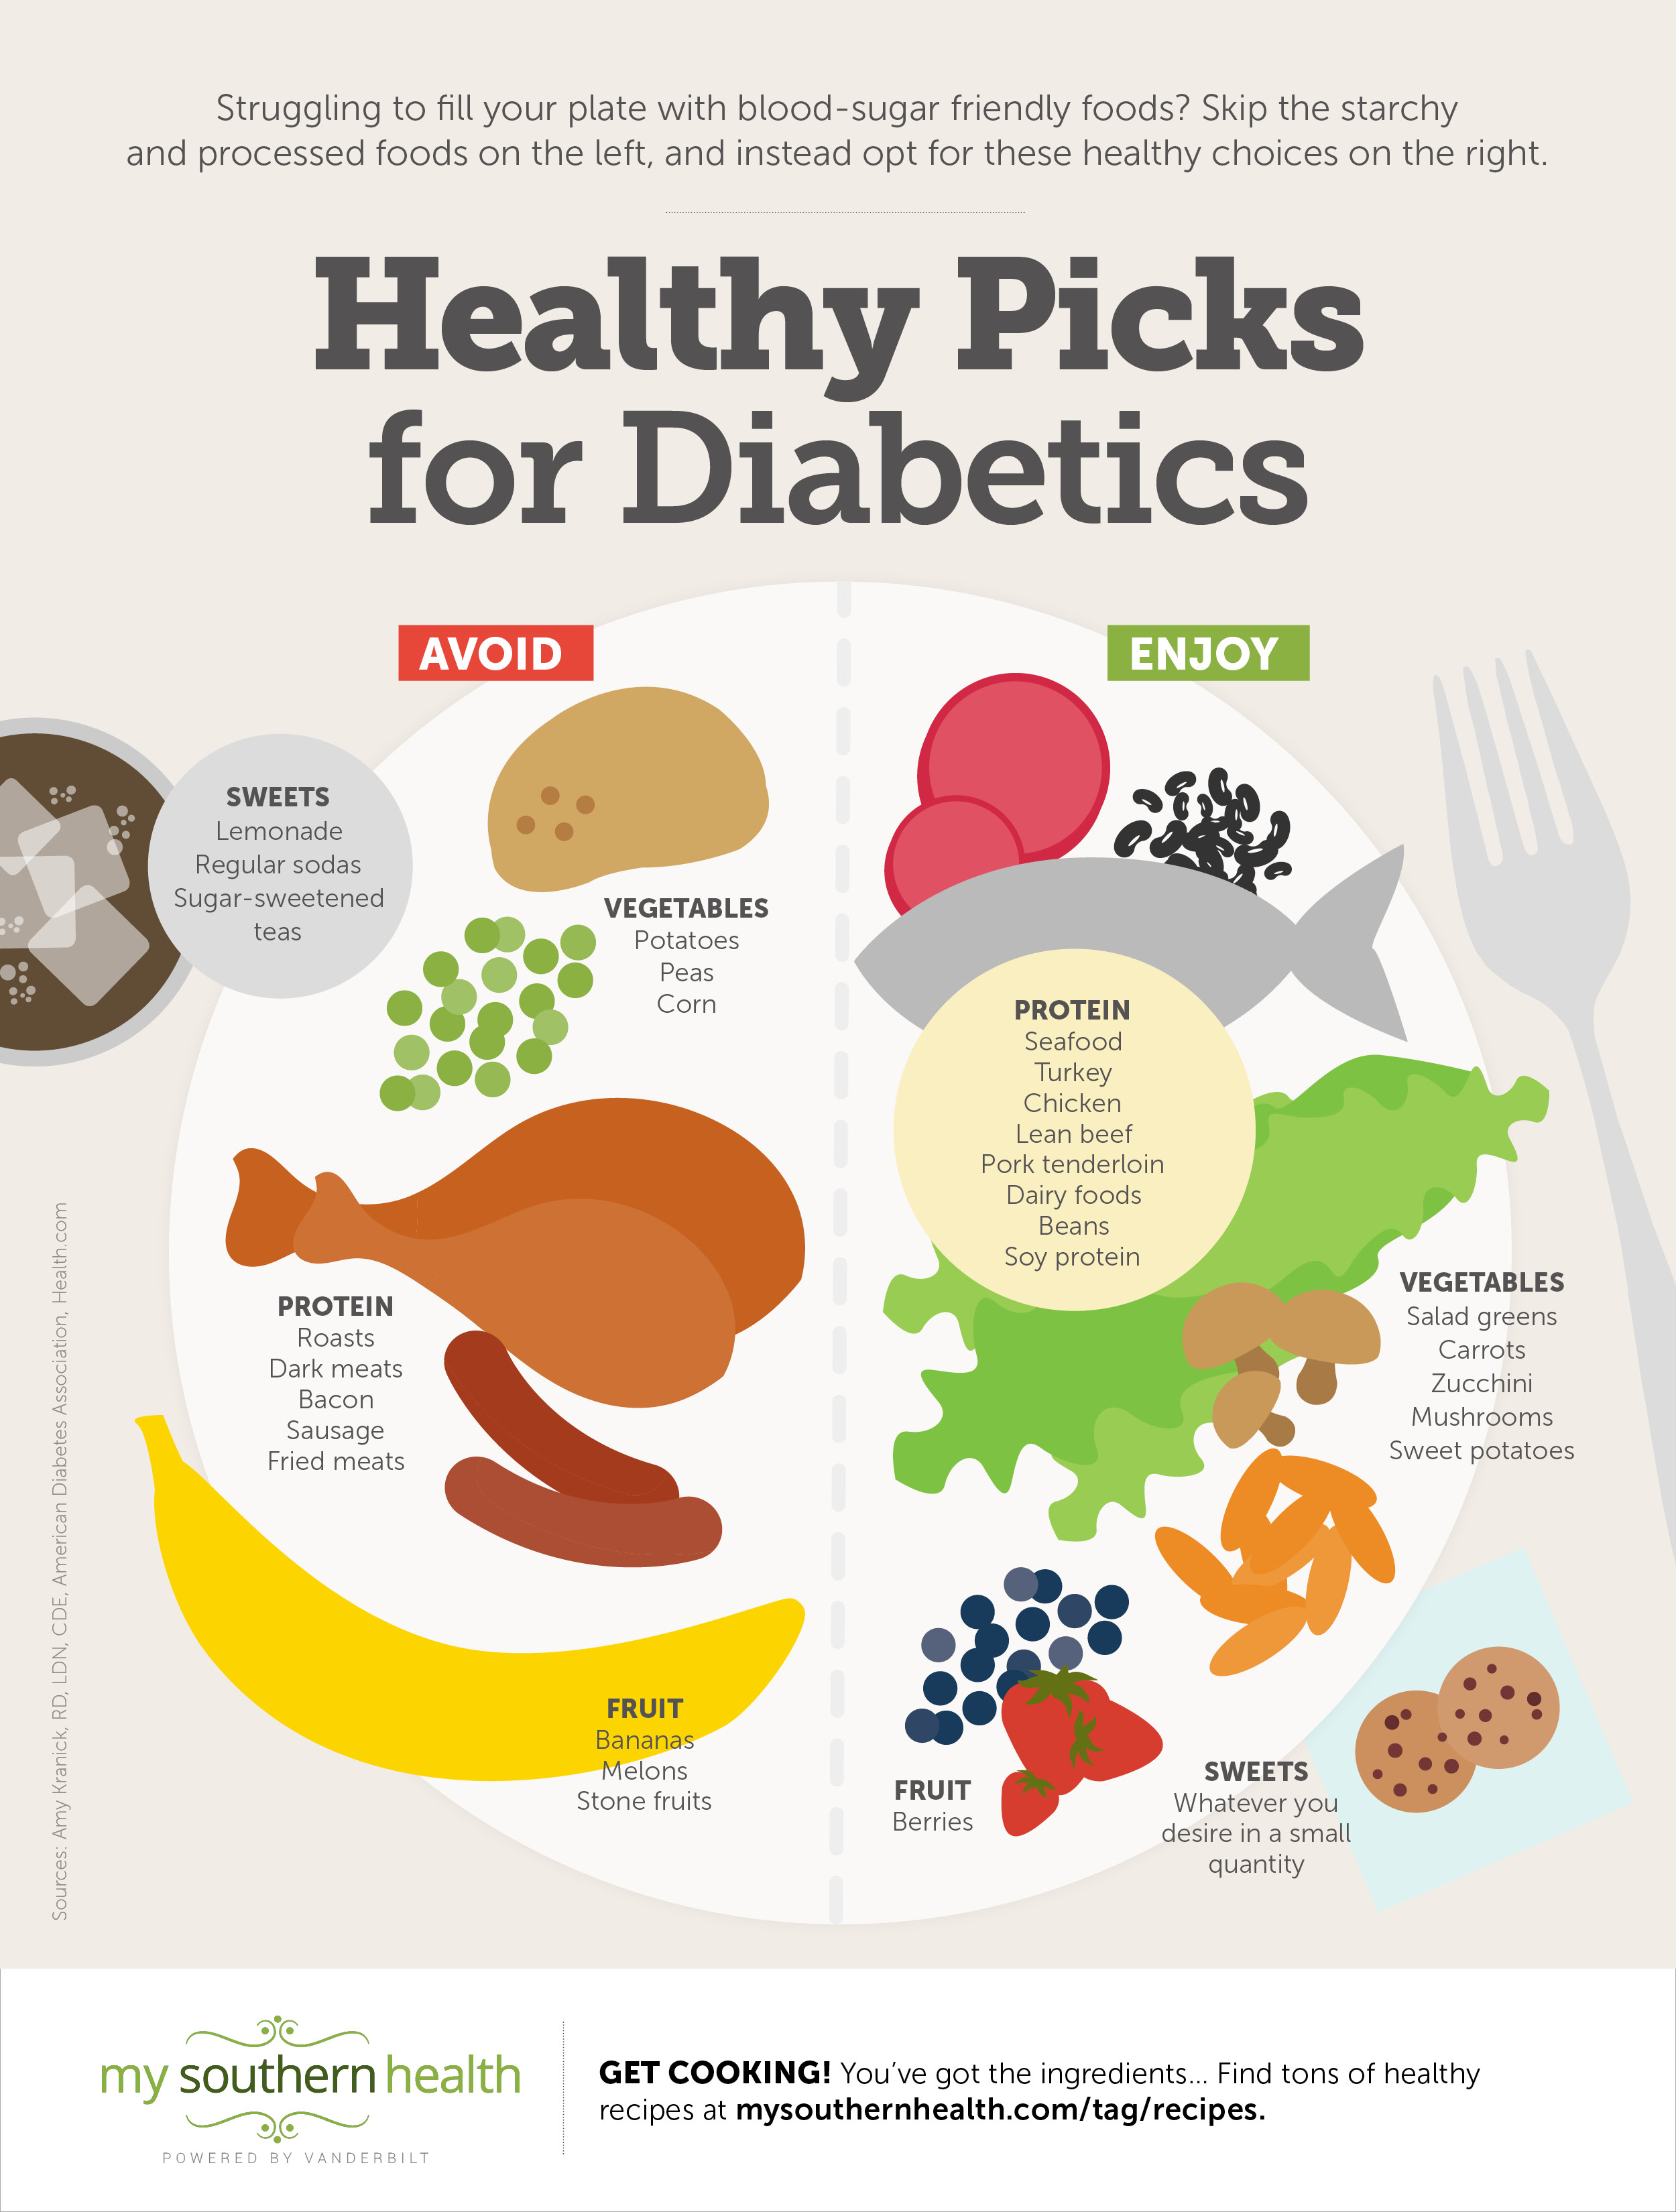 Struggling to fill your plate with blood-sugar friendly foods? Skip the starchy
and processed foods on the left, and instead opt for these healthy choices on the right.
Healthy Picks
for Diabetics
AVOID
SWEETS
Lemonade
Regular sodas
Sugar-sweetened
teas
VEGETABLES
Potatoes
Peas
Corn
PROTEIN
Roasts
Dark meats
Bacon
Sausage
Fried meats
FRUIT
Bananas
Melons
Stone fruits
ENJOY
PROTEIN
Seafood
Turkey
Chicken
Lean beef
Pork tenderloin
Dairy foods
Beans
Soy protein
VEGETABLES
Salad greens
Carrots
Zucchini
Mushrooms
Sweet potatoes
FRUIT
Berries
SWEETS
Whatever you
desire in a small
quantity
Sources: Amy Kranick, RD, LDN, CDE, American Diabetes Association, Health.com
my southern health
POWERED BY VANDERBILT
GET COOKING! You've got the ingredients... Find tons of healthy
recipes at mysouthernhealth.com/tag/recipes.